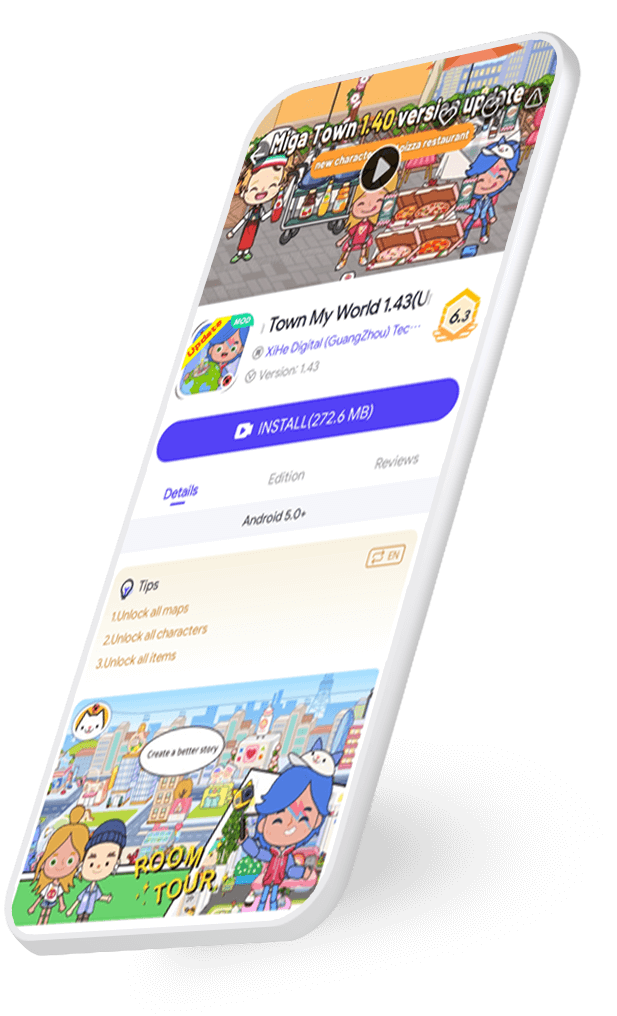 Miga Town 1.40 version update
new character pizza restaurant
Update
MOD
Town My World 1.43(U
6.3
XiHe Digital (GuangZhou) Tec···
Version: 1.43
INSTALL(272.6 MB)
Details
Edition
Reviews
Android 5.0+
EN
Tips
1.Unlock all maps
2.Unlock all characters
3.Unlock all items
Create a better story
ROOM
TOUR